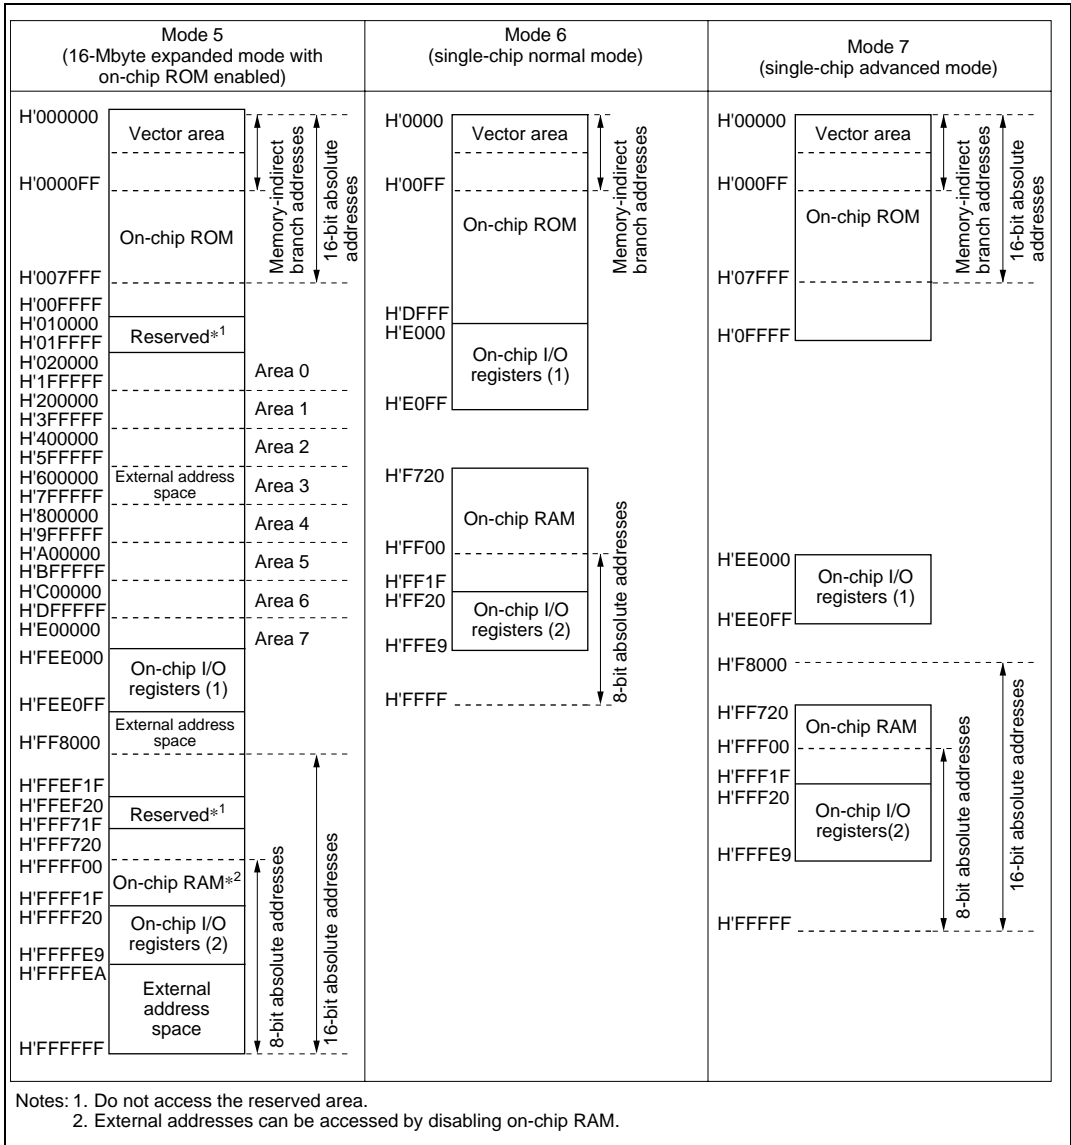 Mode 5
(16-Mbyte expanded mode with
on-chip ROM enabled)
H'000000
Vector area
H'0000FF
On-chip ROM
H'007FFF
H'00FFFF
H'010000
Reserved*1
H'01FFFF
H'020000
Area 0
H'1FFFFF
H'200000
Area 1
H'3FFFFF
H'400000
Area 2
H'5FFFFF
H'600000
External address
space
Area 3
H'7FFFFF
H'800000
Area 4
H'9FFFFF
H'A00000
Area 5
H'BFFFFF
H'C00000
Area 6
H'DFFFFF
H'E00000
Area 7
H'FEE000
On-chip I/O
registers (1)
H'FEE0FF
External address
space
H'FF8000
H'FFEF1F
H'FFEF20
Reserved*1
H'FFF71F
H'FFF720
H'FFFF00
On-chip RAM*2
H'FFFF1F
H'FFFF20
On-chip I/O
registers (2)
H'FFFFE9
H'FFFFEA
External
address
space
H'FFFFFF
Memory-indirect
branch addresses
16-bit absolute
addresses
8-bit absolute addresses
16-bit absolute addresses
Mode 6
(single-chip normal mode)
H'0000
Vector area
H'00FF
On-chip ROM
H'DFFF
H'E000
On-chip I/O
registers (1)
H'E0FF
H'F720
On-chip RAM
H'FF00
H'FF1F
H'FF20
On-chip I/O
registers (2)
H'FFE9
H'FFFF
Memory-indirect
branch addresses
8-bit absolute addresses
Mode 7
(single-chip advanced mode)
H'00000
Vector area
H'000FF
On-chip ROM
H'07FFF
H'0FFFF
H'EE000
On-chip I/O
registers (1)
H'EE0FF
H'F8000
H'FF720
On-chip RAM
H'FFF00
H'FFF1F
H'FFF20
On-chip I/O
registers(2)
H'FFFE9
H'FFFFF
Memory-indirect
branch addresses
16-bit absolute
addresses
8-bit absolute addresses
16-bit absolute addresses
Notes: 1. Do not access the reserved area.
2. External addresses can be accessed by disabling on-chip RAM.